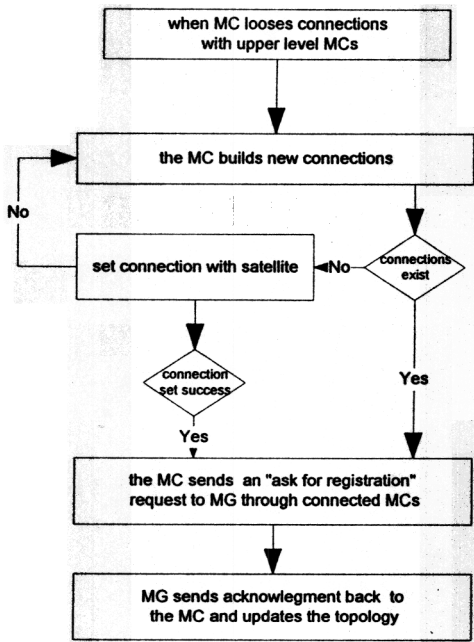 when MC looses connections
with upper level MCs
the MC builds new connections
No
set connection with satellite
No
connections
exist
connection
set success
Yes
Yes
the MC sends an "ask for registration"
request to MG through connected MCs
MG sends acknowlegment back to
the MC and updates the topology